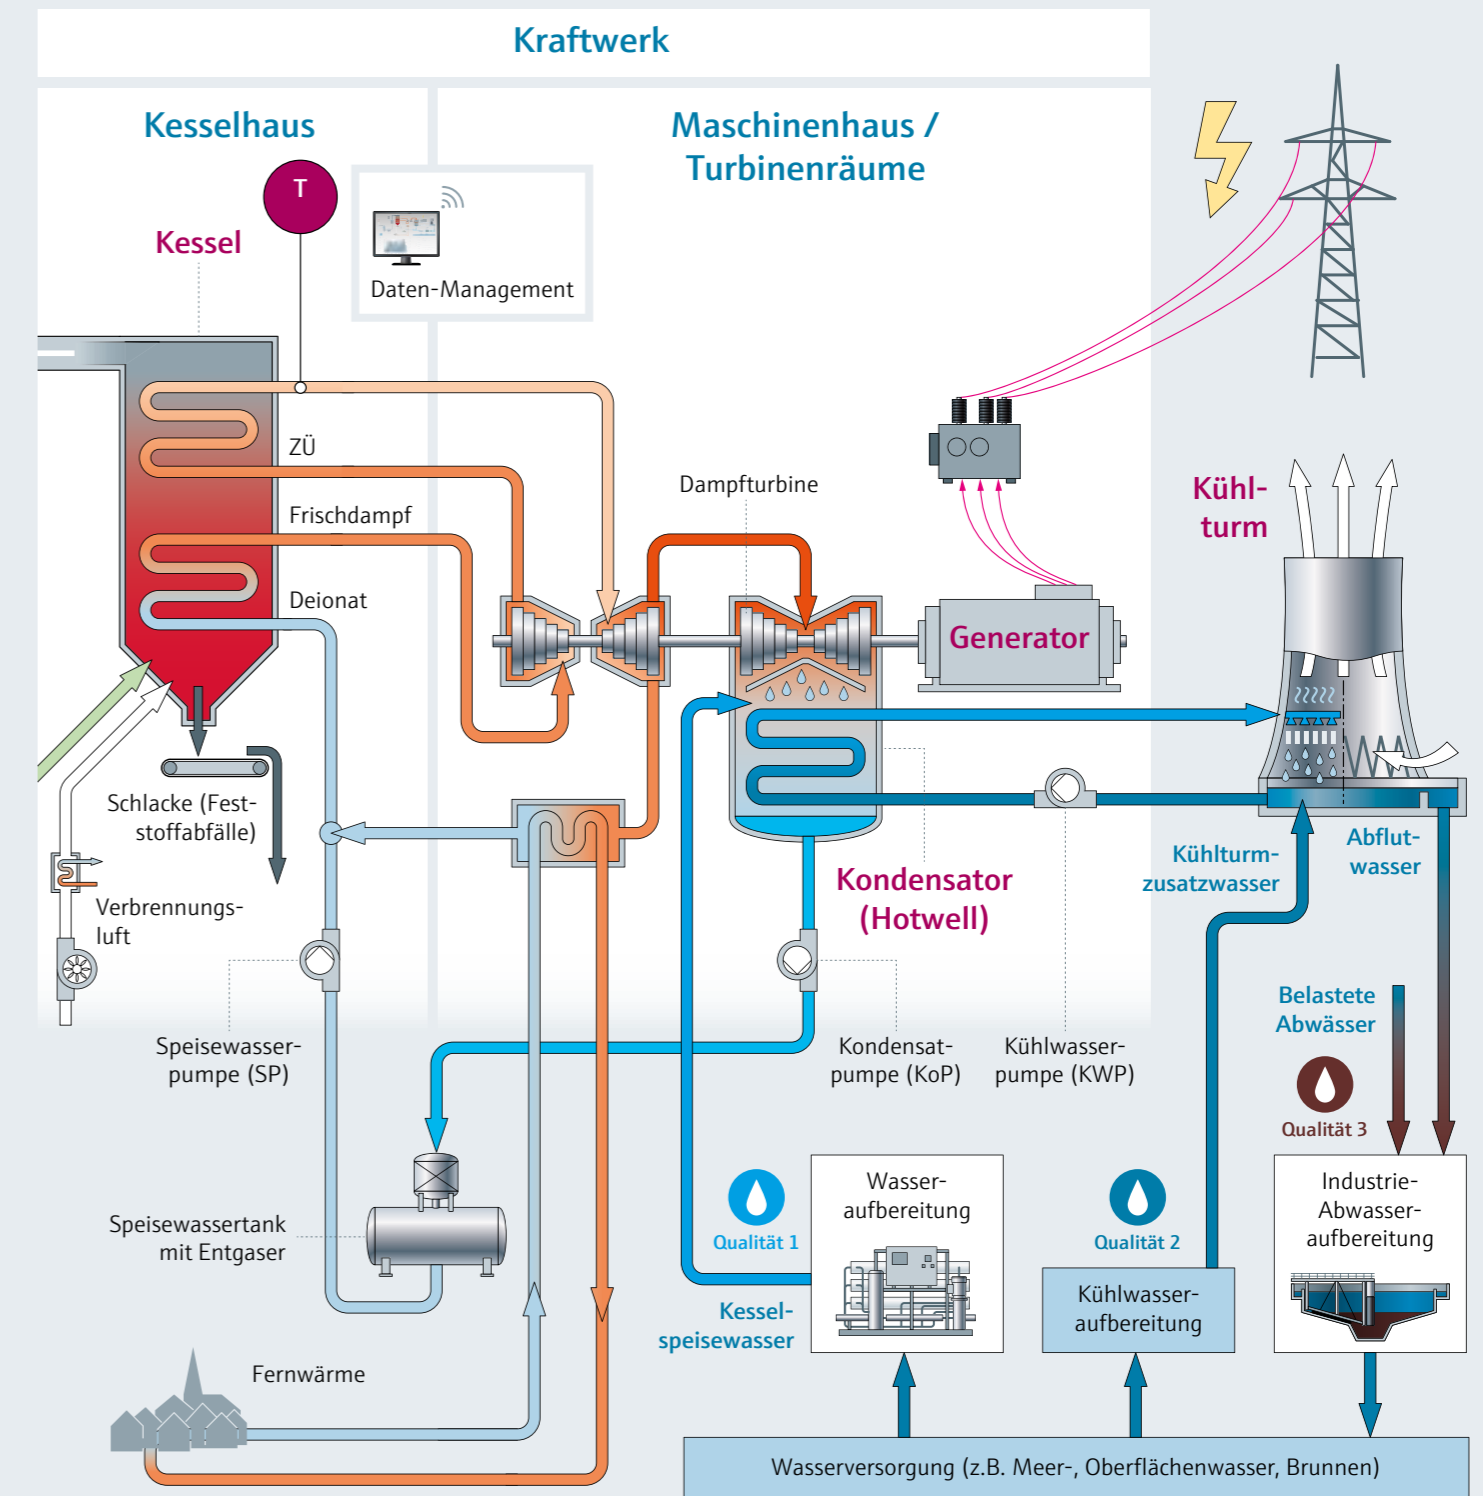 Kraftwerk
Kesselhaus
Maschinenhaus /
Turbinenräume
T
Kessel
Daten-Management
ZÜ
Frischdampf
Deionat
Dampfturbine
Generator
Kühl-
turm
Schlacke (Fest-
stoffabfälle)
Verbrennungs-
luft
Kondensator
(Hotwell)
Kühlturm-
zusatzwasser
Abflut-
wasser
Belastete
Abwässer
Speisewasser-
pumpe (SP)
Kondensat-
pumpe (KoP)
Kühlwasser-
pumpe (KWP)
Qualität 3
Speisewassertank
mit Entgaser
Qualität 1
Wasser-
aufbereitung
Qualität 2
Industrie-
Abwasser-
aufbereitung
Kessel-
speisewasser
Kühlwasser-
aufbereitung
Fernwärme
Wasserversorgung (z.B. Meer-, Oberflächenwasser, Brunnen)